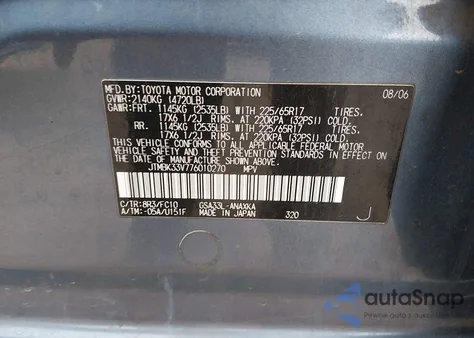 MFD.BY:TOYOTA MOTOR CORPORATION 08/06
GVWR:2140KG (4720LB)
GAWR:FRT. 1145KG (2535LB) WITH 225/65R17 TIRES,
17X6 1/2J RIMS, AT 220KPA (32PSI) COLD.
RR. 1145KG (2535LB) WITH 225/65R17 TIRES,
17X6 1/2J RIMS, AT 220KPA (32PSI) COLD.
THIS VEHICLE CONFORMS TO ALL APPLICABLE FEDERAL MOTOR
VEHICLE SAFETY AND THEFT PREVENTION STANDARDS IN EFFECT
ON THE DATE OF MANUFACTURE SHOWN ABOVE.
JTMBK33V776010270 MPV
C/TR:8R3/FC10 GSA33L-ANAXKA
A/TM:-05A/U151F MADE IN JAPAN 320 J
autoSnap
Pewne auto z USA